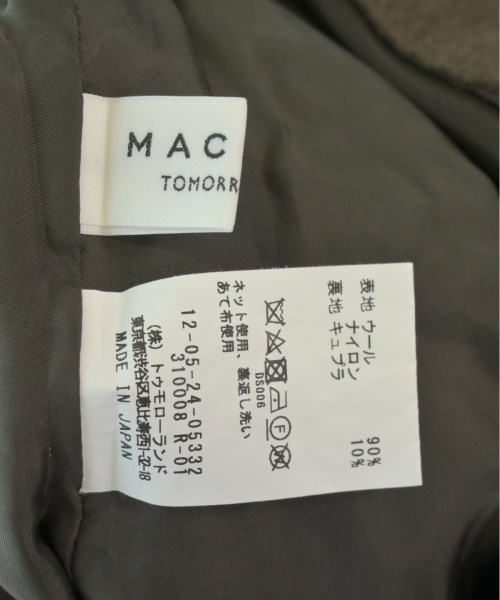 MAC
TOMORR
表地 ウール 90%
ナイロン 10%
裏地 キュプラ
DS006
F
W
ネット使用、裏返し洗い
あて布使用
12-05-24-05332
310008 R-01
(株) トゥモローランド
東京都渋谷区恵比寿西1-32-18
MADE IN JAPAN